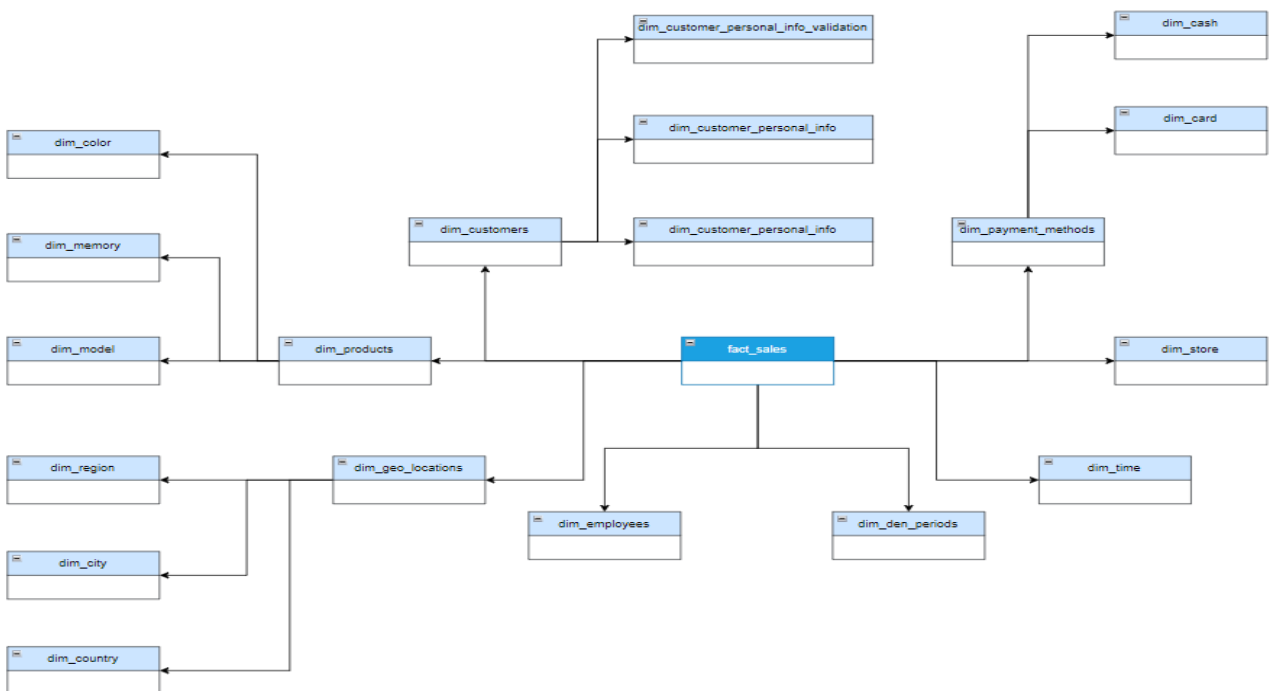 dim_customer_personal_info_validation
dim_cash
dim_card
dim_customer_personal_info
dim_color
dim_customers
dim_customer_personal_info
dim_payment_methods
dim_memory
dim_model
dim_products
fact_sales
dim_store
dim_region
dim_geo_locations
dim_time
dim_employees
dim_den_periods
dim_city
dim_country